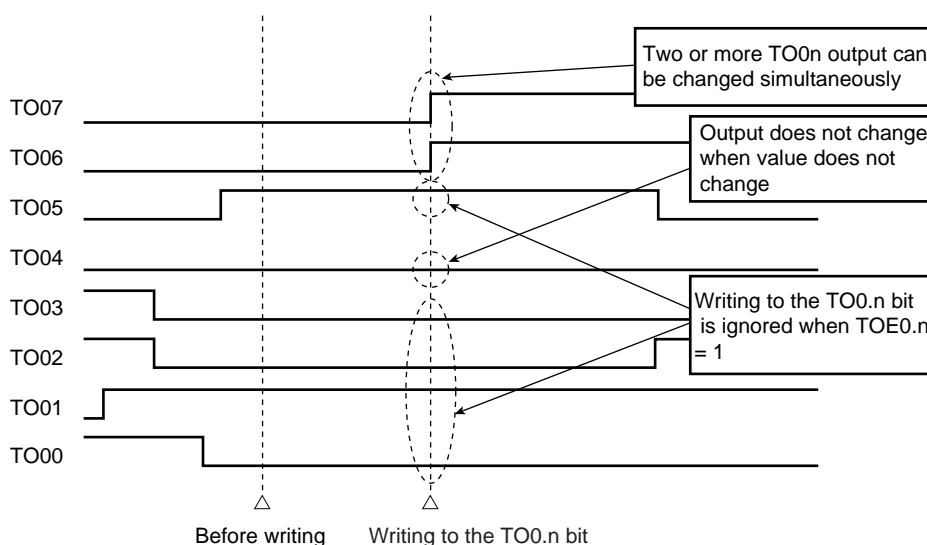 Two or more TO0n output can
be changed simultaneously
TO07
Output does not change
when value does not
change
TO06
TO05
TO04
TO03
Writing to the TO0.n bit
is ignored when TOE0.n
= 1
TO02
TO01
TO00
Before writing
Writing to the TO0.n bit